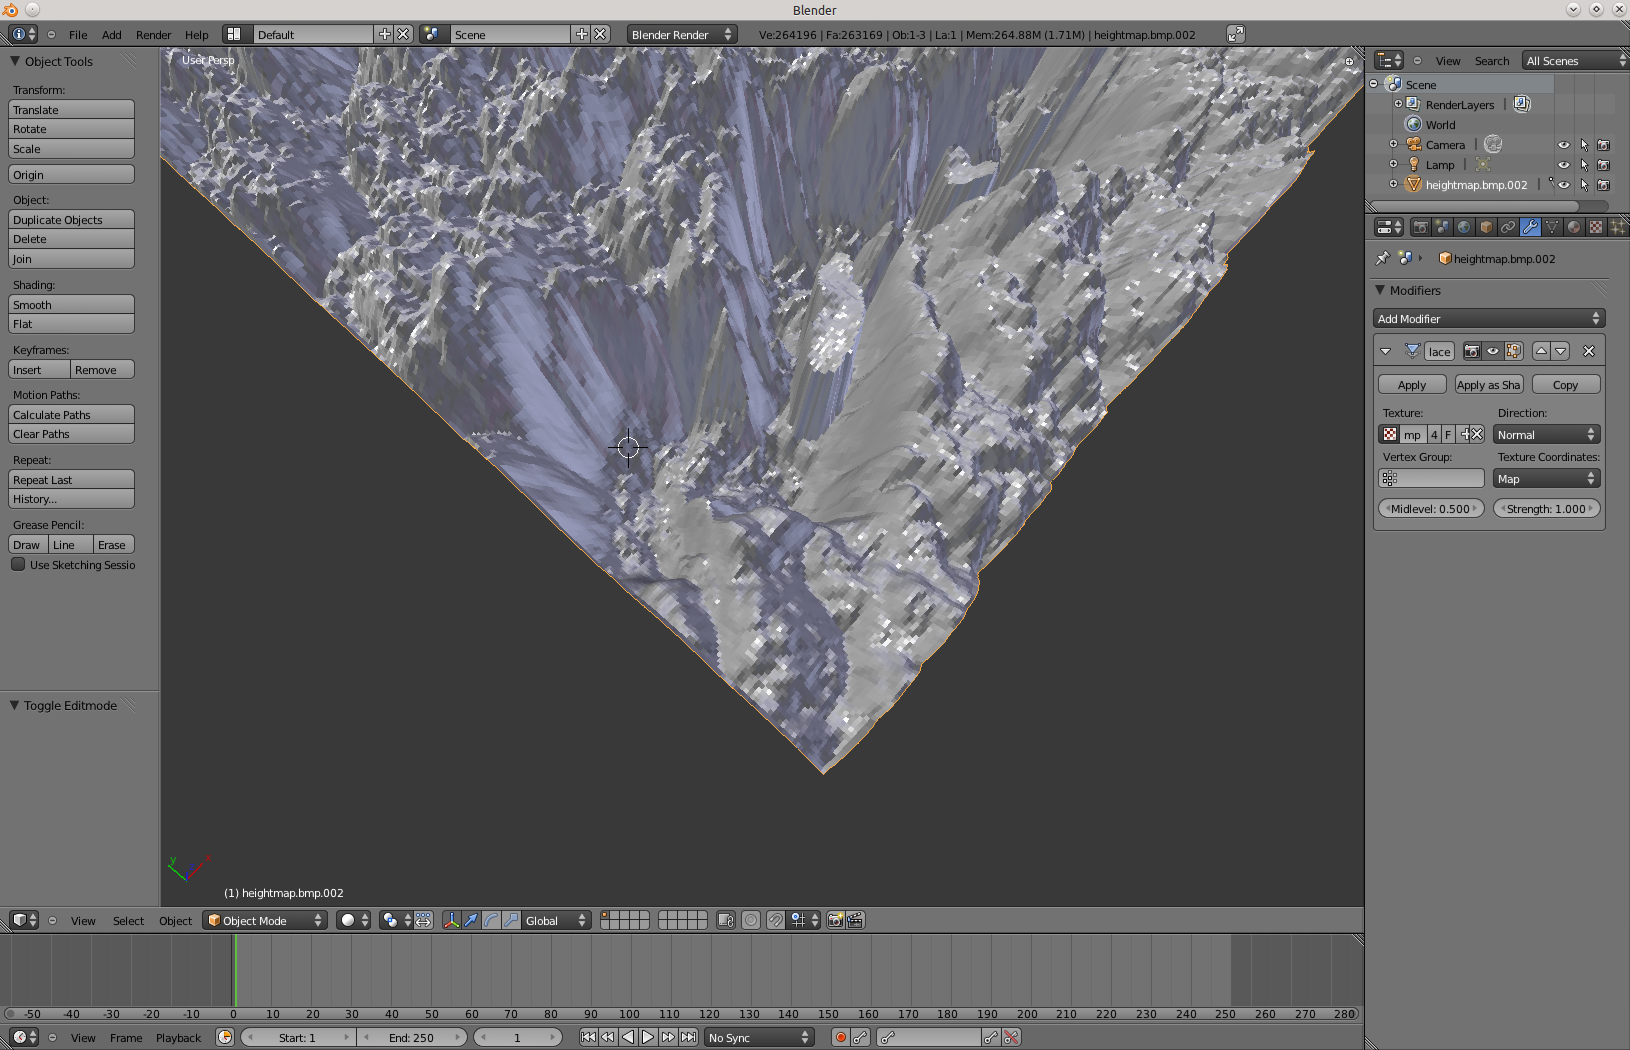 Blender
File Add Render Help Default Scene Blender Render Ve:264196 | Fa:263169 | Ob:1-3 | La:1 | Mem:264.88M (1.71M) | heightmap.bmp.002
Object Tools
Transform:
Translate
Rotate
Scale
Origin
Object:
Duplicate Objects
Delete
Join
Shading:
Smooth
Flat
Keyframes:
Insert Remove
Motion Paths:
Calculate Paths
Clear Paths
Repeat:
Repeat Last
History...
Grease Pencil:
Draw Line Erase
Use Sketching Sessio
Toggle Editmode
User Persp
y
(1) heightmap.bmp.002
View Select Object Object Mode Global
-50 -40 -30 -20 -10 0 10 20 30 40 50 60 70 80 90 100 110 120 130 140 150 160 170 180 190 200 210 220 230 240 250 260 270 280
View Frame Playback Start: 1 End: 250 1 No Sync
View Search All Scenes
Scene
RenderLayers |
World
Camera |
Lamp |
heightmap.bmp.002 |
heightmap.bmp.002
Modifiers
Add Modifier
lace
Apply Apply as Sha Copy
Texture: Direction:
mp 4 F Normal
Vertex Group: Texture Coordinates:
Map
Midlevel: 0.500 Strength: 1.000